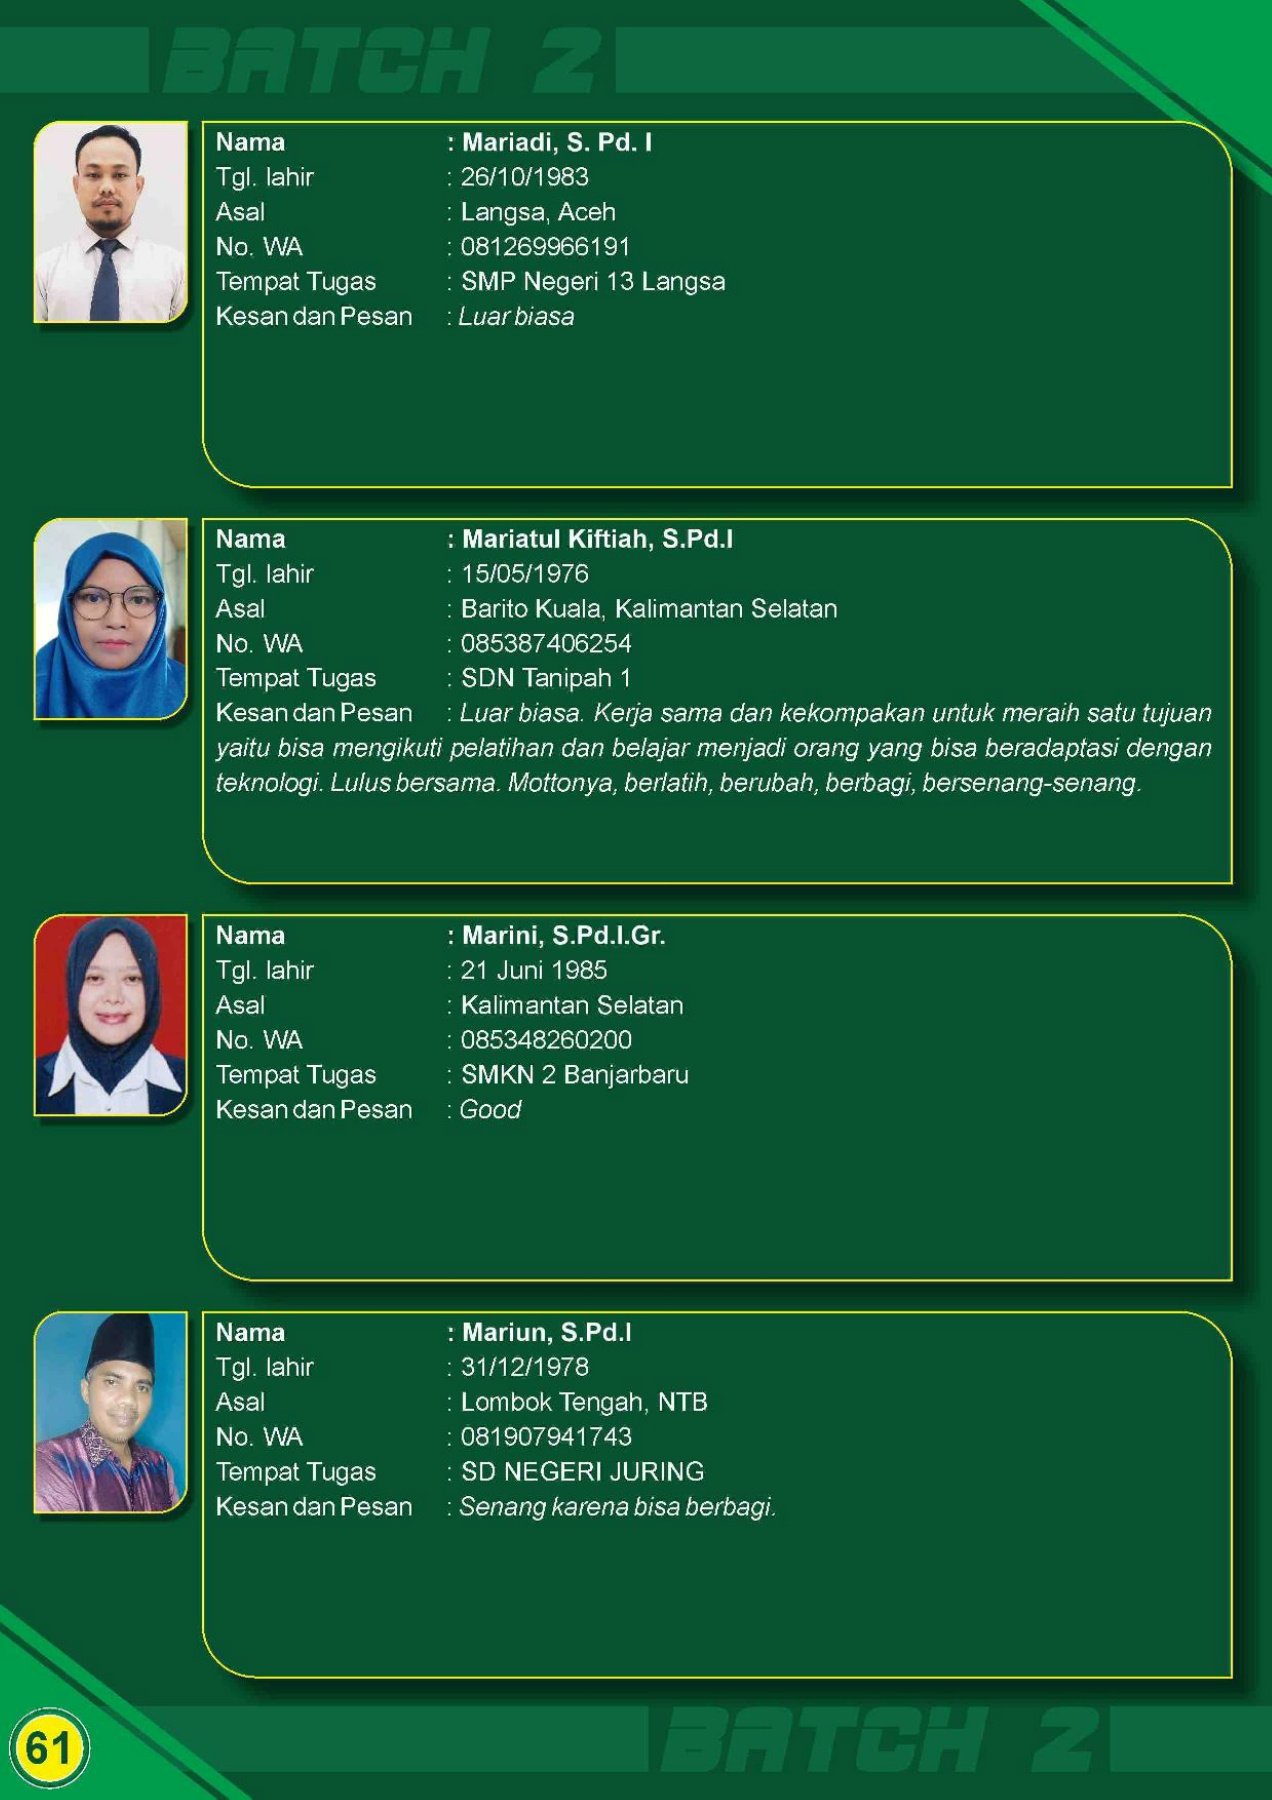 BATCH 2
Nama : Mariadi, S. Pd. I
Tgl. lahir : 26/10/1983
Asal : Langsa, Aceh
No. WA : 081269966191
Tempat Tugas : SMP Negeri 13 Langsa
Kesan dan Pesan : Luar biasa
Nama : Mariatul Kiftiah, S.Pd.I
Tgl. lahir : 15/05/1976
Asal : Barito Kuala, Kalimantan Selatan
No. WA : 085387406254
Tempat Tugas : SDN Tanipah 1
Kesan dan Pesan : Luar biasa. Kerja sama dan kekompakan untuk meraih satu tujuan
yaitu bisa mengikuti pelatihan dan belajar menjadi orang yang bisa beradaptasi dengan
teknologi. Lulus bersama. Mottonya, berlatih, berubah, berbagi, bersenang-senang.
Nama : Marini, S.Pd.I.Gr.
Tgl. lahir : 21 Juni 1985
Asal : Kalimantan Selatan
No. WA : 085348260200
Tempat Tugas : SMKN 2 Banjarbaru
Kesan dan Pesan : Good
Nama : Mariun, S.Pd.I
Tgl. lahir : 31/12/1978
Asal : Lombok Tengah, NTB
No. WA : 081907941743
Tempat Tugas : SD NEGERI JURING
Kesan dan Pesan : Senang karena bisa berbagi.
61
BATCH 2